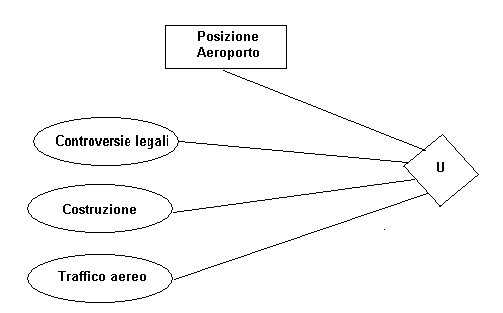 Posizione
Aeroporto
Controversie legali
U
Costruzione
Traffico aereo